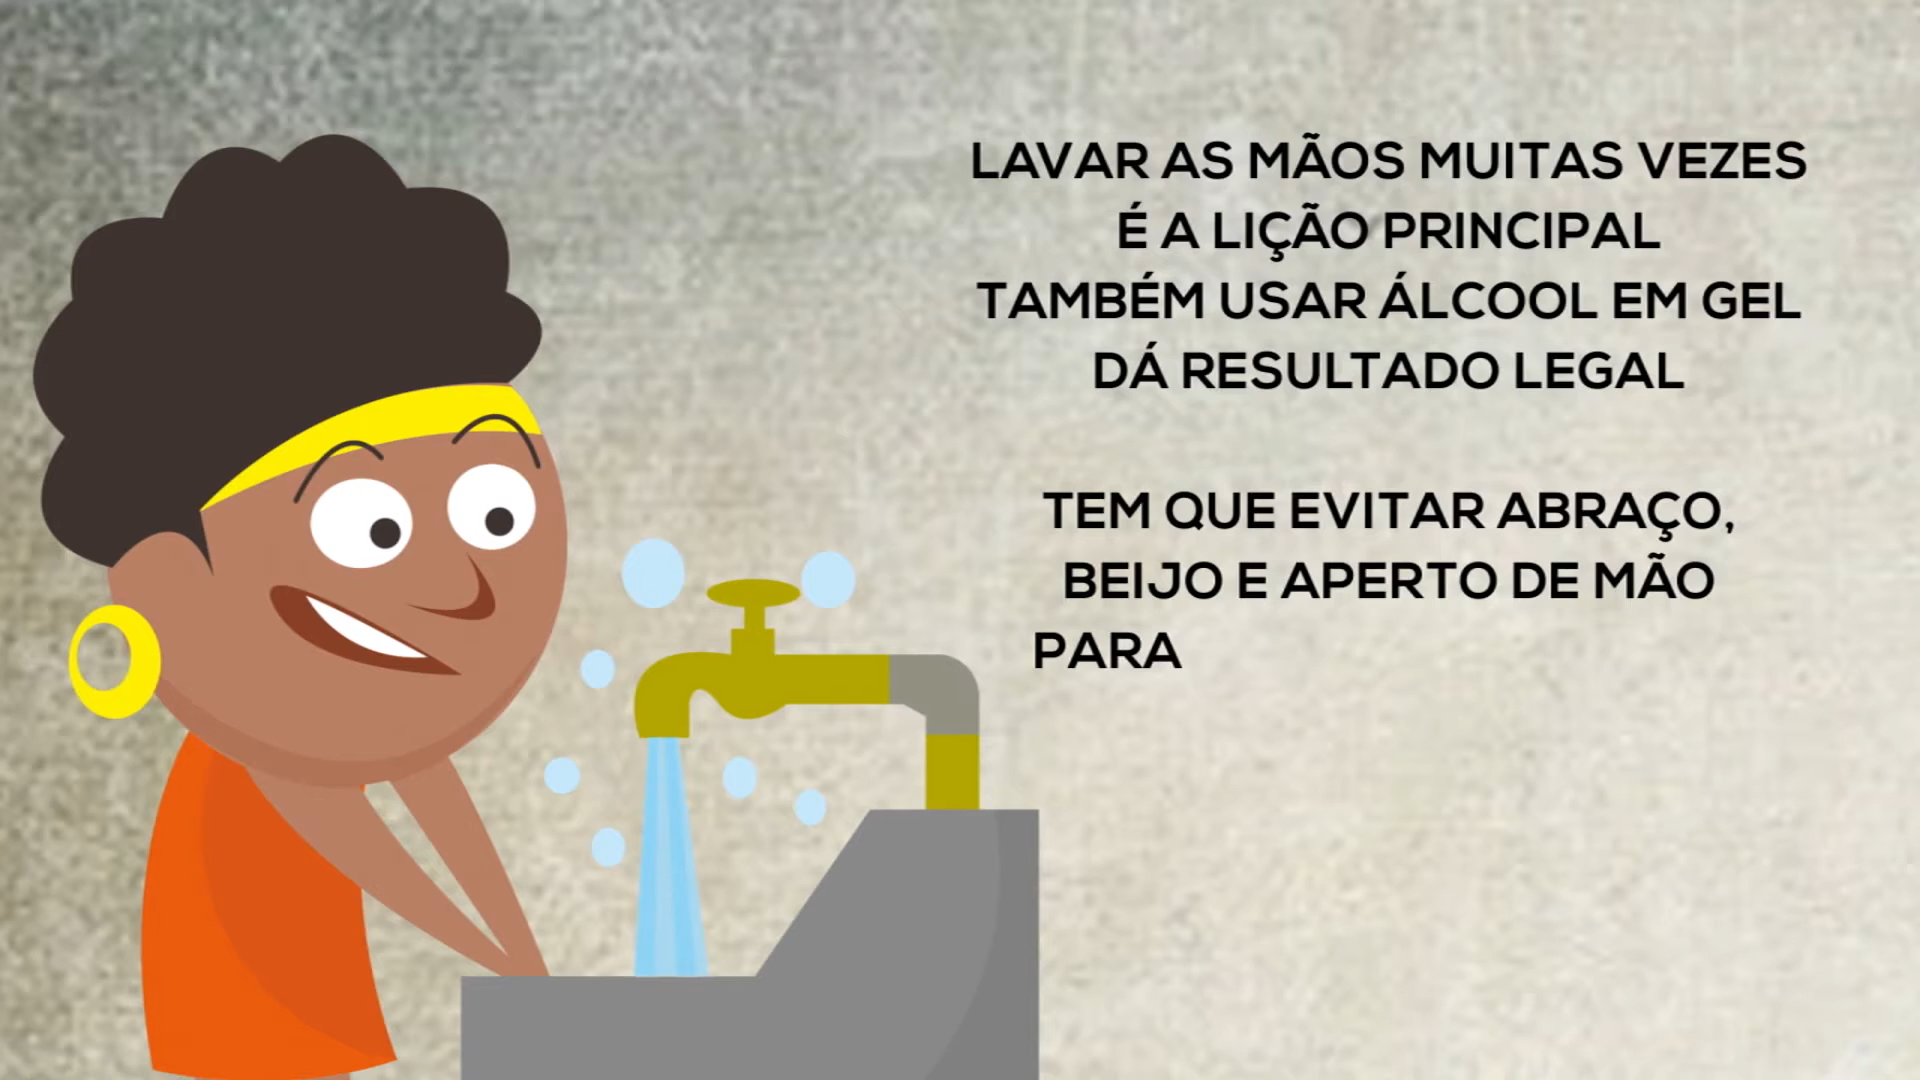 LAVAR AS MÃOS MUITAS VEZES
É A LIÇÃO PRINCIPAL
TAMBÉM USAR ÁLCOOL EM GEL
DÁ RESULTADO LEGAL
TEM QUE EVITAR ABRAÇO,
BEIJO E APERTO DE MÃO
PARA